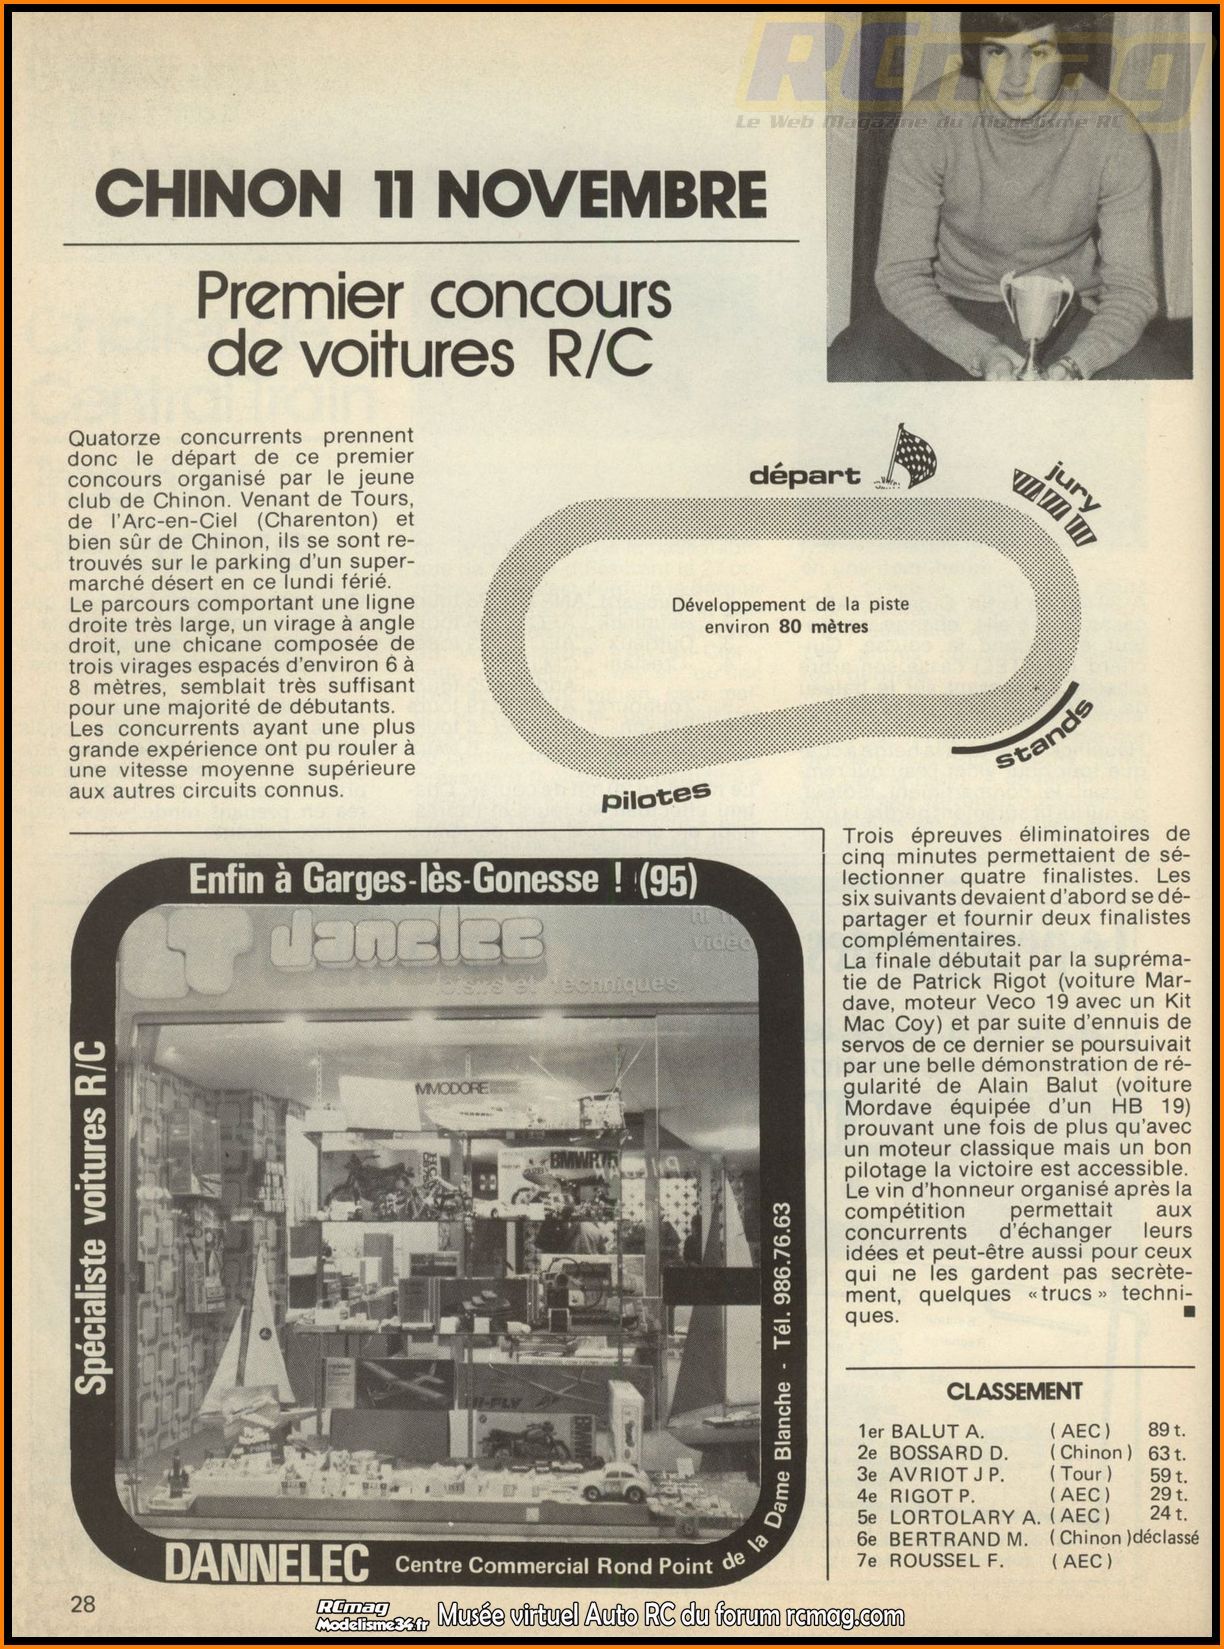 RCmag
Le Web Magazine du Modelisme RC
CHINON 11 NOVEMBRE
Premier concours
de voitures R/C
Quatorze concurrents prennent
donc le départ de ce premier
concours organisé par le jeune
club de Chinon. Venant de Tours,
de l'Arc-en-Ciel (Charenton) et
bien sûr de Chinon, ils se sont re-
trouvés sur le parking d'un super-
marché désert en ce lundi férié.
Le parcours comportant une ligne
droite très large, un virage à angle
droit, une chicane composée de
trois virages espacés d'environ 6 à
8 mètres, semblait très suffisant
pour une majorité de débutants.
Les concurrents ayant une plus
grande expérience ont pu rouler à
une vitesse moyenne supérieure
aux autres circuits connus.
départ
jury
Développement de la piste
environ 80 mètres
stands
pilotes
Trois épreuves éliminatoires de
cinq minutes permettaient de sé-
lectionner quatre finalistes. Les
six suivants devaient d'abord se dé-
partager et fournir deux finalistes
complémentaires.
La finale débutait par la supréma-
tie de Patrick Rigot (voiture Mar-
dave, moteur Veco 19 avec un Kit
Mac Coy) et par suite d'ennuis de
servos de ce dernier se poursuivait
par une belle démonstration de ré-
gularité de Alain Balut (voiture
Mordave équipée d'un HB 19)
prouvant une fois de plus qu'avec
un moteur classique mais un bon
pilotage la victoire est accessible.
Le vin d'honneur organisé après la
compétition permettait aux
concurrents d'échanger leurs
idées et peut-être aussi pour ceux
qui ne les gardent pas secrète-
ment, quelques «trucs» techni-
ques.
CLASSEMENT
1er BALUT A. (AEC) 89 t.
2e BOSSARD D. (Chinon) 63 t.
3e AVRIOT J P. (Tour) 59 t.
4e RIGOT P. (AEC) 29 t.
5e LORTOLARY A. (AEC) 24 t.
6e BERTRAND M. (Chinon) déclassé
7e ROUSSEL F. (AEC)
Enfin à Garges-lès-Gonesse ! (95)
danelec
vidéo
et techniques
MMODORE
BMW R75
HI-FLY
BMW
Spécialiste voitures R/C
DANNELEC Centre Commercial Rond Point de la Dame Blanche - Tél. 986.76.63
28
RCmag
Modelisme34.fr
Musée virtuel Auto RC du forum rcmag.com